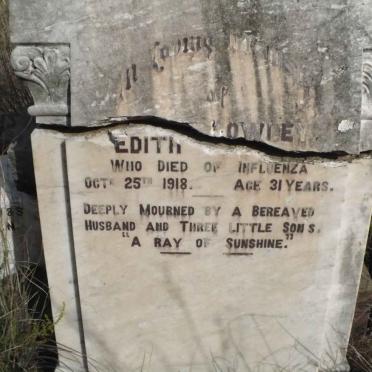 In Loving Memory
of
EDITH
WHO DIED OF INFLUENZA
OCT. 25TH 1918. AGE 31 YEARS.
DEEPLY MOURNED BY A BEREAVED
HUSBAND AND THREE LITTLE SONS.
"A RAY OF SUNSHINE."